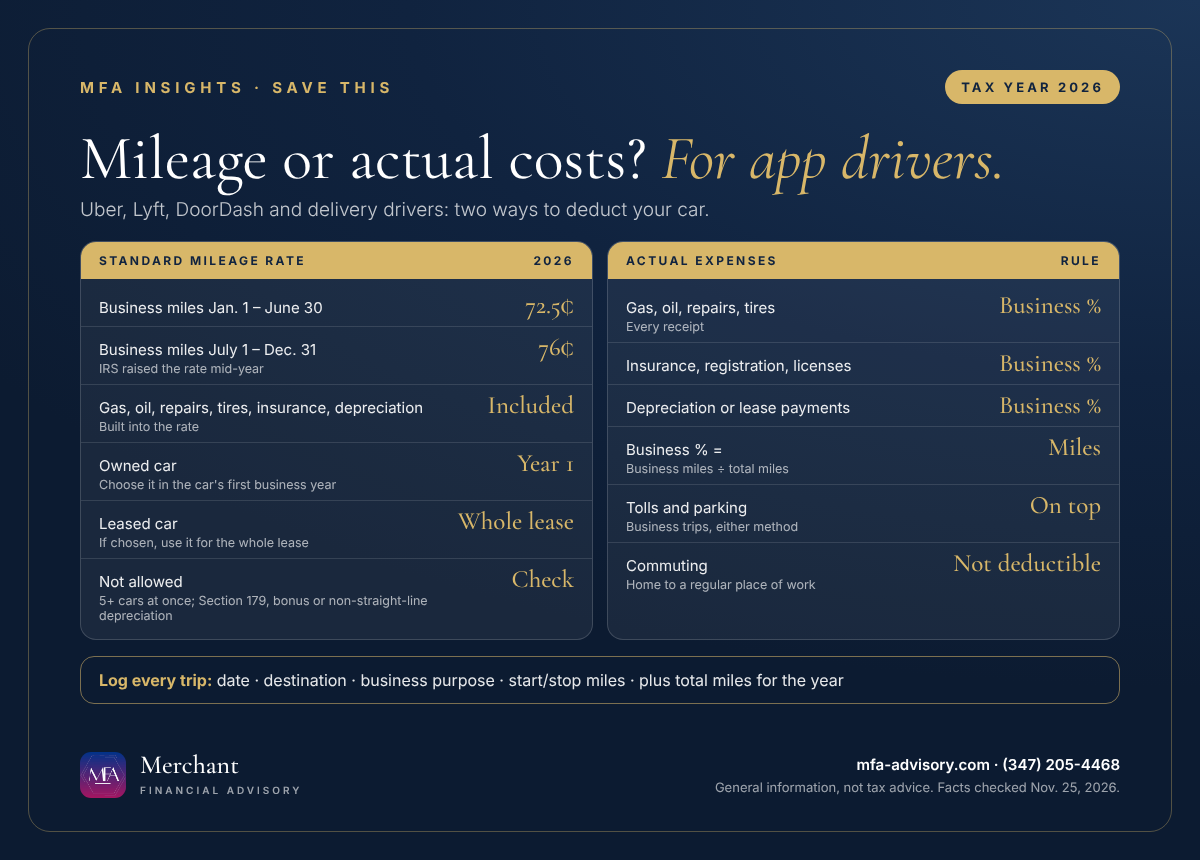 MFA INSIGHTS · SAVE THIS
TAX YEAR 2026
Mileage or actual costs? For app drivers.
Uber, Lyft, DoorDash and delivery drivers: two ways to deduct your car.
STANDARD MILEAGE RATE 2026
Business miles Jan. 1 – June 30 72.5¢
Business miles July 1 – Dec. 31 76¢
IRS raised the rate mid-year
Gas, oil, repairs, tires, insurance, depreciation Included
Built into the rate
Owned car Year 1
Choose it in the car's first business year
Leased car Whole lease
If chosen, use it for the whole lease
Not allowed Check
5+ cars at once; Section 179, bonus or non-straight-line
depreciation
ACTUAL EXPENSES RULE
Gas, oil, repairs, tires Business %
Every receipt
Insurance, registration, licenses Business %
Depreciation or lease payments Business %
Business % = Miles
Business miles ÷ total miles
Tolls and parking On top
Business trips, either method
Commuting Not deductible
Home to a regular place of work
Log every trip: date · destination · business purpose · start/stop miles · plus total miles for the year
MFA
Merchant
FINANCIAL ADVISORY
mfa-advisory.com · (347) 205-4468
General information, not tax advice. Facts checked Nov. 25, 2026.